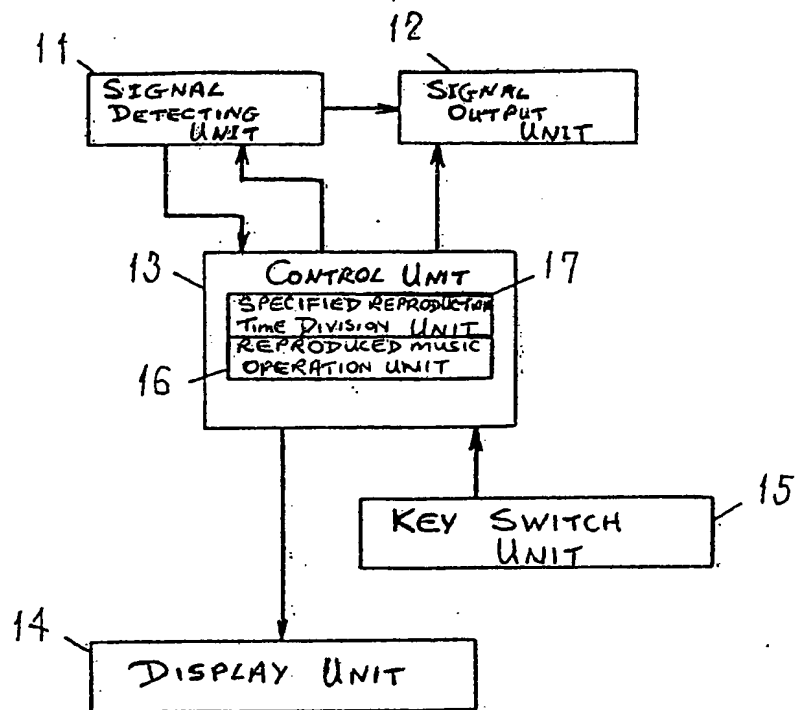 11
12
SIGNAL
DETECTING
UNIT
SIGNAL
OUTPUT
UNIT
13
CONTROL UNIT
17
SPECIFIED REPRODUCTION
TIME DIVISION UNIT
REPRODUCED MUSIC
OPERATION UNIT
16
KEY SWITCH
UNIT
15
14
DISPLAY UNIT